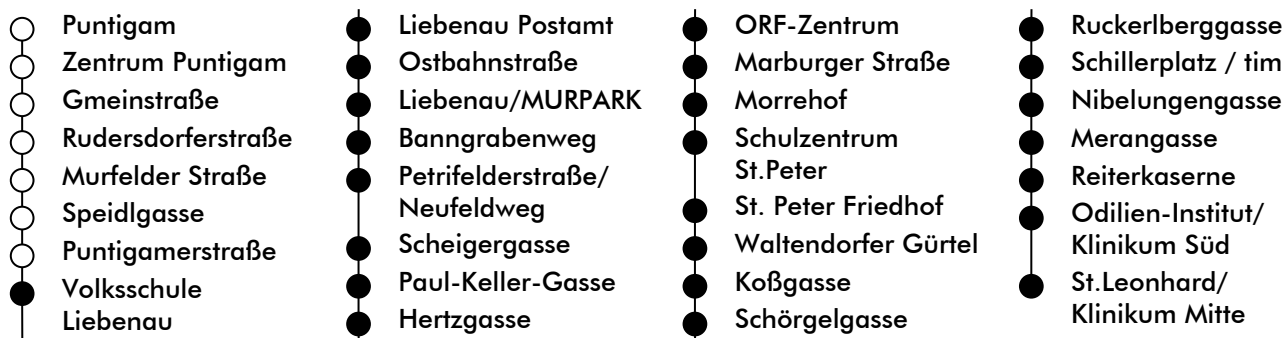 Puntigam
Zentrum Puntigam
Gmeinstraße
Rudersdorferstraße
Murfelder Straße
Speidlgasse
Puntigamerstraße
Volksschule
Liebenau
Liebenau Postamt
Ostbahnstraße
Liebenau/MURPARK
Banngrabenweg
Petrifelderstraße/
Neufeldweg
Scheigergasse
Paul-Keller-Gasse
Hertzgasse
ORF-Zentrum
Marburger Straße
Morrehof
Schulzentrum
St.Peter
St. Peter Friedhof
Waltendorfer Gürtel
Koßgasse
Schörgelgasse
Ruckerlberggasse
Schillerplatz / tim
Nibelungengasse
Merangasse
Reiterkaserne
Odilien-Institut/
Klinikum Süd
St.Leonhard/
Klinikum Mitte